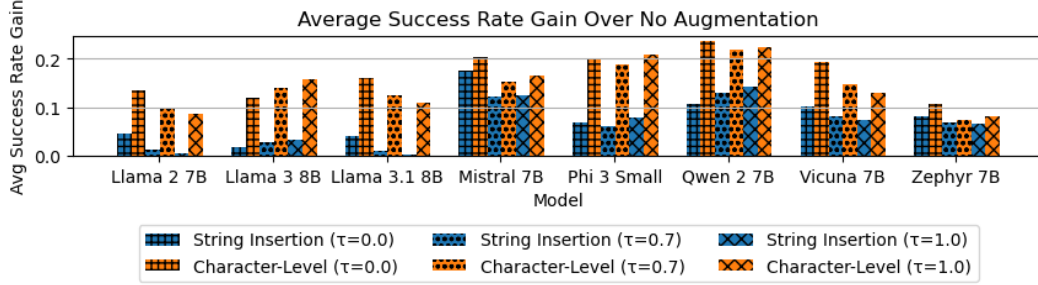 Average Success Rate Gain Over No Augmentation
Avg Success Rate Gain
0.2
0.1
0.0
Llama 2 7B Llama 3 8B Llama 3.1 8B Mistral 7B Phi 3 Small Qwen 2 7B Vicuna 7B Zephyr 7B
Model
String Insertion (τ=0.0) String Insertion (τ=0.7) String Insertion (τ=1.0)
Character-Level (τ=0.0) Character-Level (τ=0.7) Character-Level (τ=1.0)